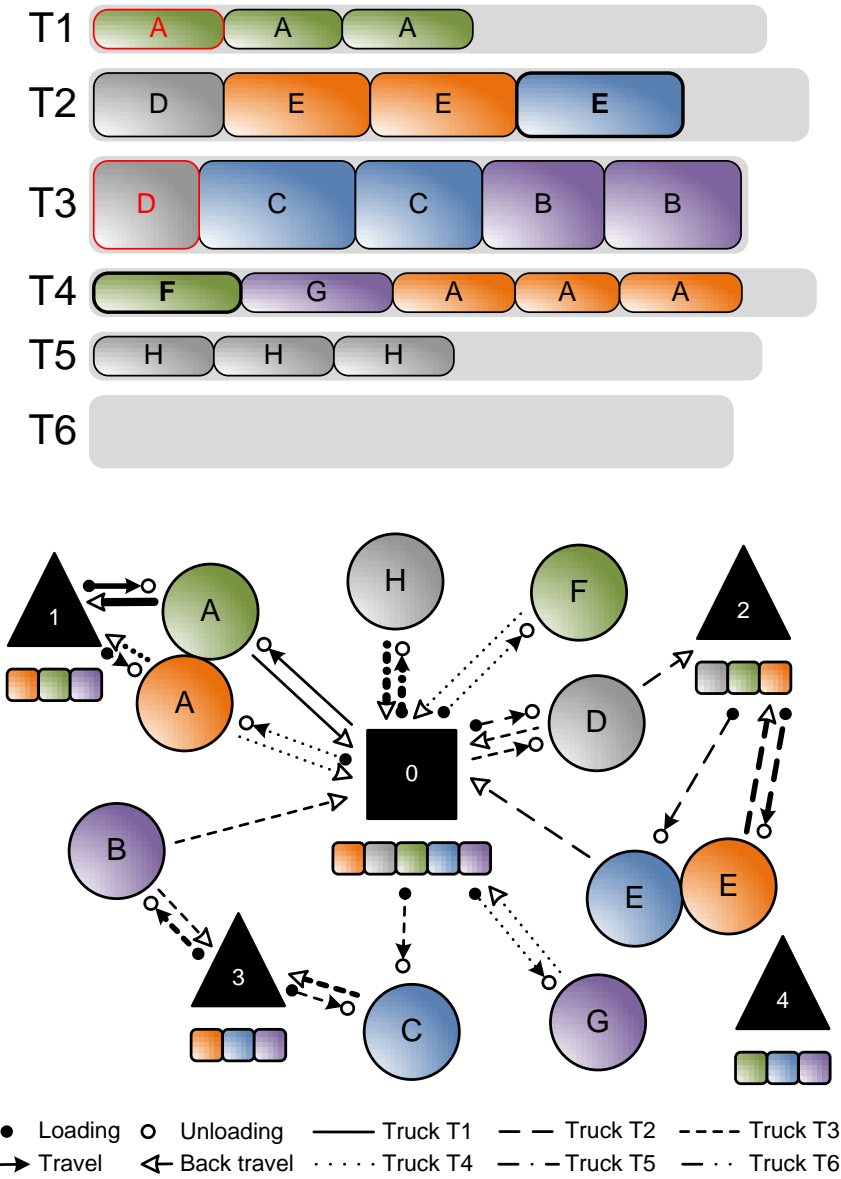 T1 A A A
T2 D E E E
T3 D C C B B
T4 F G A A A
T5 H H H
T6
H
F
1
A
2
A
D
0
B
E E
3
4
C
G
Loading Unloading Truck T1 Truck T2 Truck T3
Travel Back travel Truck T4 Truck T5 Truck T6